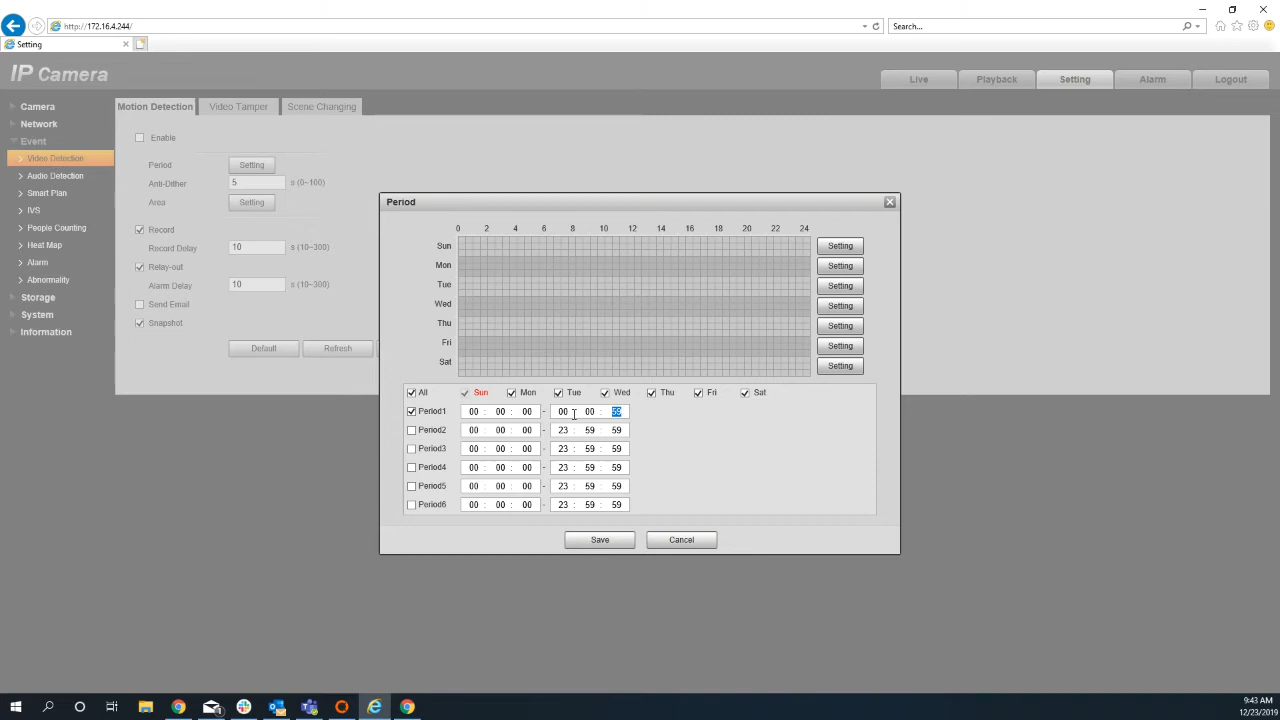 http://172.16.4.244/
Search...
Setting
IP Camera
Live
Playback
Setting
Alarm
Logout
Camera
Network
Event
Video Detection
Audio Detection
Smart Plan
IVS
People Counting
Heat Map
Alarm
Abnormality
Storage
System
Information
Motion Detection
Video Tamper
Scene Changing
Enable
Period Setting
Anti-Dither 5 s (0~100)
Area Setting
Record
Record Delay 10 s (10~300)
Relay-out
Alarm Delay 10 s (10~300)
Send Email
Snapshot
Default Refresh
Period
0 2 4 6 8 10 12 14 16 18 20 22 24
Sun Setting
Mon Setting
Tue Setting
Wed Setting
Thu Setting
Fri Setting
Sat Setting
All Sun Mon Tue Wed Thu Fri Sat
Period1 00 : 00 : 00 - 00 : 00 : 59
Period2 00 : 00 : 00 - 23 : 59 : 59
Period3 00 : 00 : 00 - 23 : 59 : 59
Period4 00 : 00 : 00 - 23 : 59 : 59
Period5 00 : 00 : 00 - 23 : 59 : 59
Period6 00 : 00 : 00 - 23 : 59 : 59
Save Cancel
9:43 AM
12/23/2019